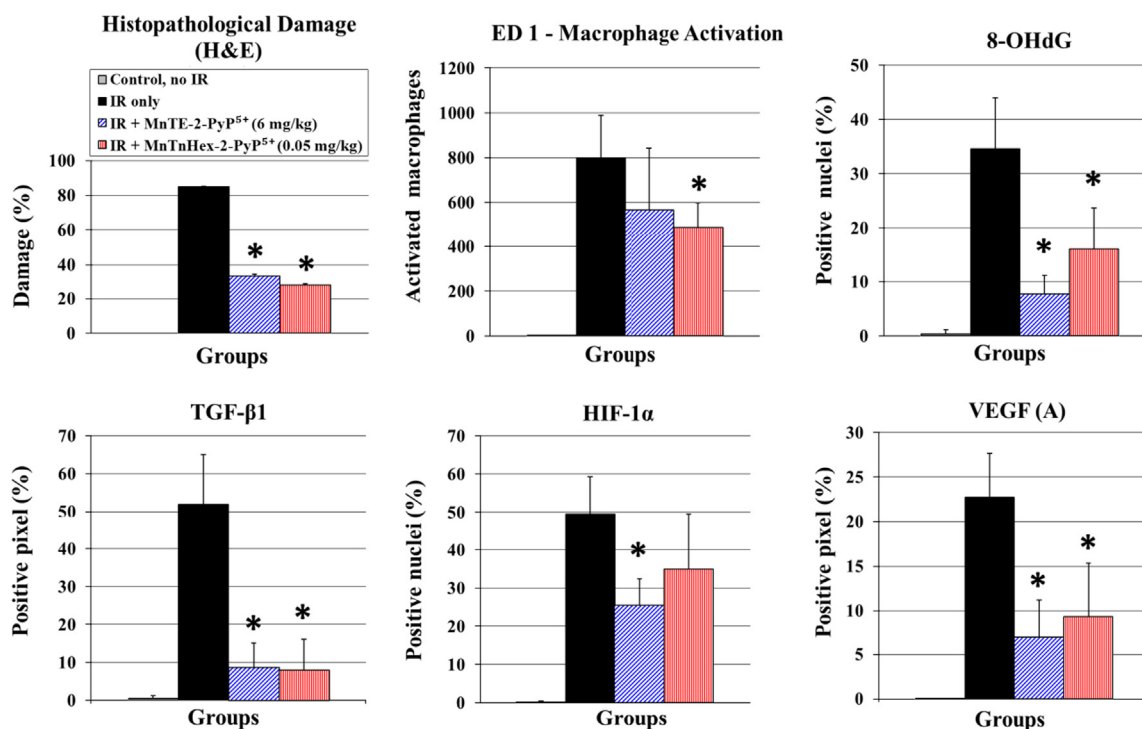 Histopathological Damage
(H&E)
Control, no IR
IR only
IR + MnTE-2-PyP⁵⁺ (6 mg/kg)
IR + MnTnHex-2-PyP⁵⁺ (0.05 mg/kg)
Damage (%)
100
80
60
40
20
0
*
*
Groups
ED 1 - Macrophage Activation
Activated macrophages
1200
1000
800
600
400
200
0
*
Groups
8-OHdG
Positive nuclei (%)
50
40
30
20
10
0
*
*
Groups
TGF-β1
Positive pixel (%)
70
60
50
40
30
20
10
0
*
*
Groups
HIF-1α
Positive nuclei (%)
70
60
50
40
30
20
10
0
*
Groups
VEGF (A)
Positive pixel (%)
30
25
20
15
10
5
0
*
*
Groups